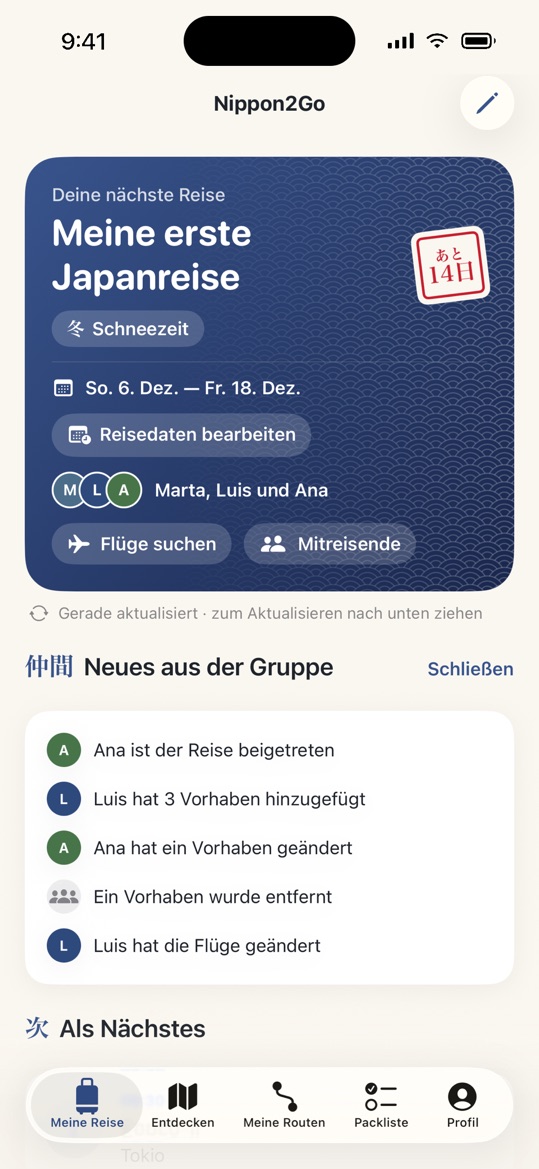 9:41
Nippon2Go
Deine nächste Reise
Meine erste
Japanreise
あと
14日
冬 Schneezeit
So. 6. Dez. — Fr. 18. Dez.
Reisedaten bearbeiten
M L A Marta, Luis und Ana
Flüge suchen Mitreisende
Gerade aktualisiert · zum Aktualisieren nach unten ziehen
仲間 Neues aus der Gruppe Schließen
A Ana ist der Reise beigetreten
L Luis hat 3 Vorhaben hinzugefügt
A Ana hat ein Vorhaben geändert
Ein Vorhaben wurde entfernt
L Luis hat die Flüge geändert
次 Als Nächstes
Meine Reise Entdecken Meine Routen Packliste Profil
Tokio